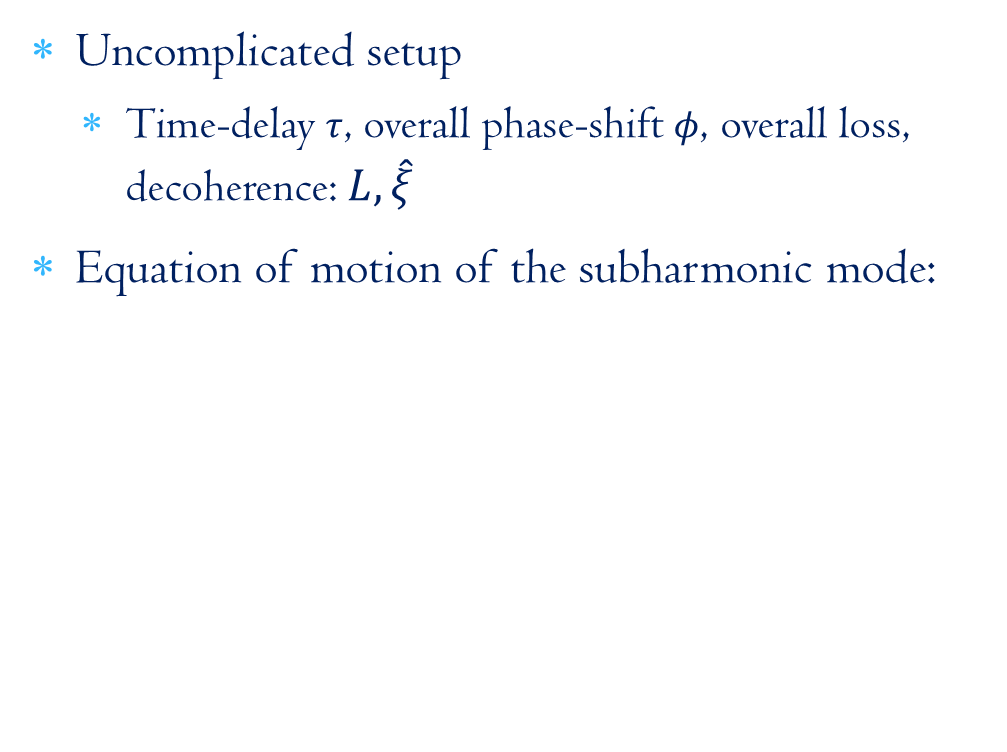 * Uncomplicated setup
* Time-delay τ, overall phase-shift ϕ, overall loss,
decoherence: L, ξ̂
* Equation of motion of the subharmonic mode: